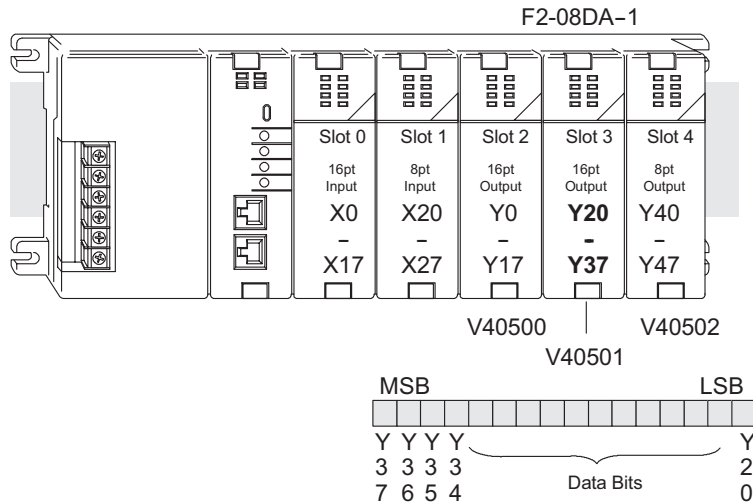 F2-08DA-1
Slot 0 Slot 1 Slot 2 Slot 3 Slot 4
16pt 8pt 16pt 16pt 8pt
Input Input Output Output Output
X0 X20 Y0 Y20 Y40
- - - - -
X17 X27 Y17 Y37 Y47
V40500 V40502
V40501
MSB LSB
Y Y Y Y Y
3 3 3 3 2
7 6 5 4 Data Bits 0